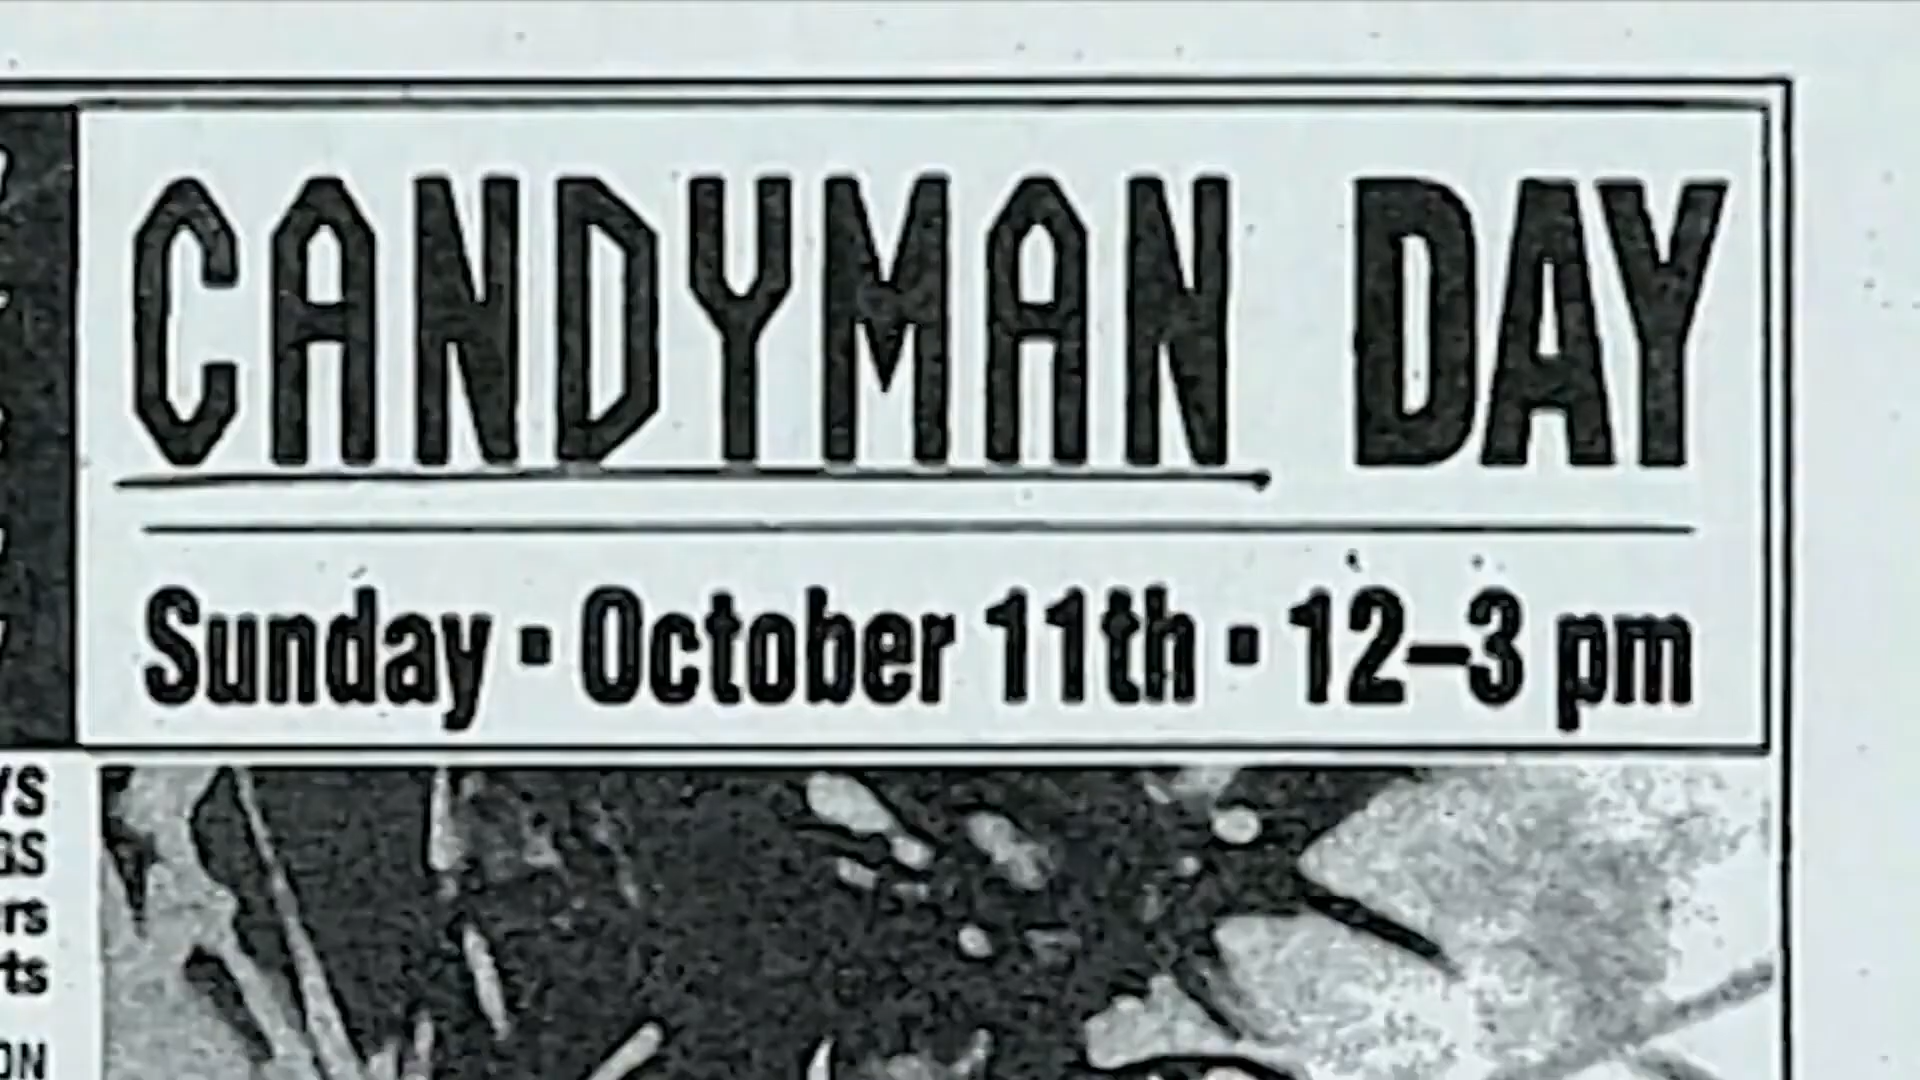 CANDYMAN DAY
Sunday ▪ October 11th ▪ 12–3 pm